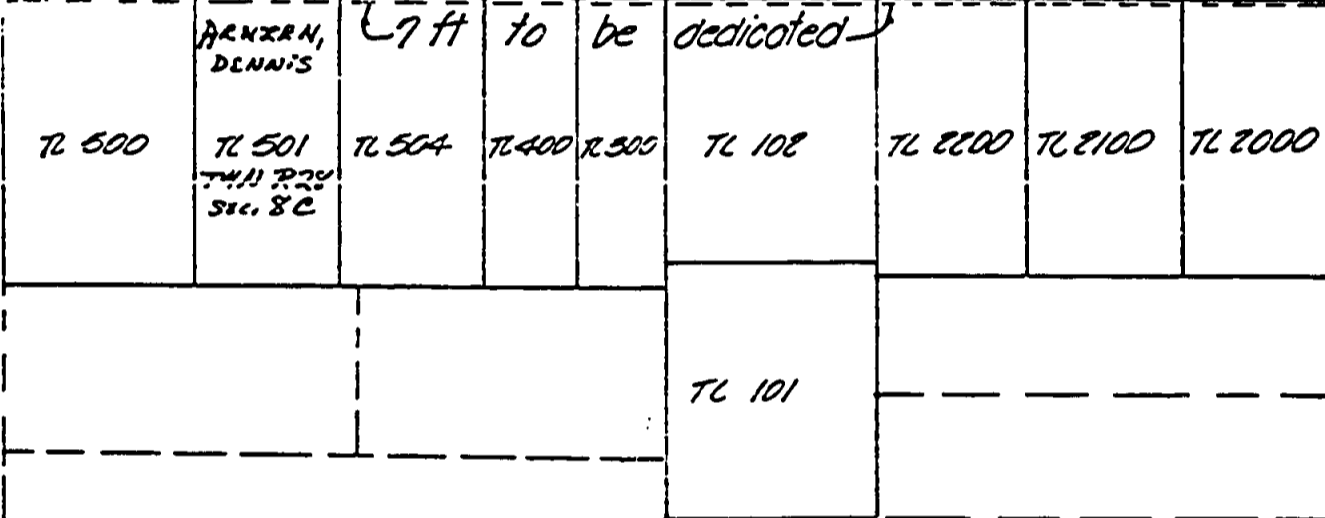 7 ft to be dedicated
DENNIS
TL 500
TL 501
sec. 8C
TL 504
TL 400
TL 300
TL 102
TL 2200
TL 2100
TL 2000
TL 101